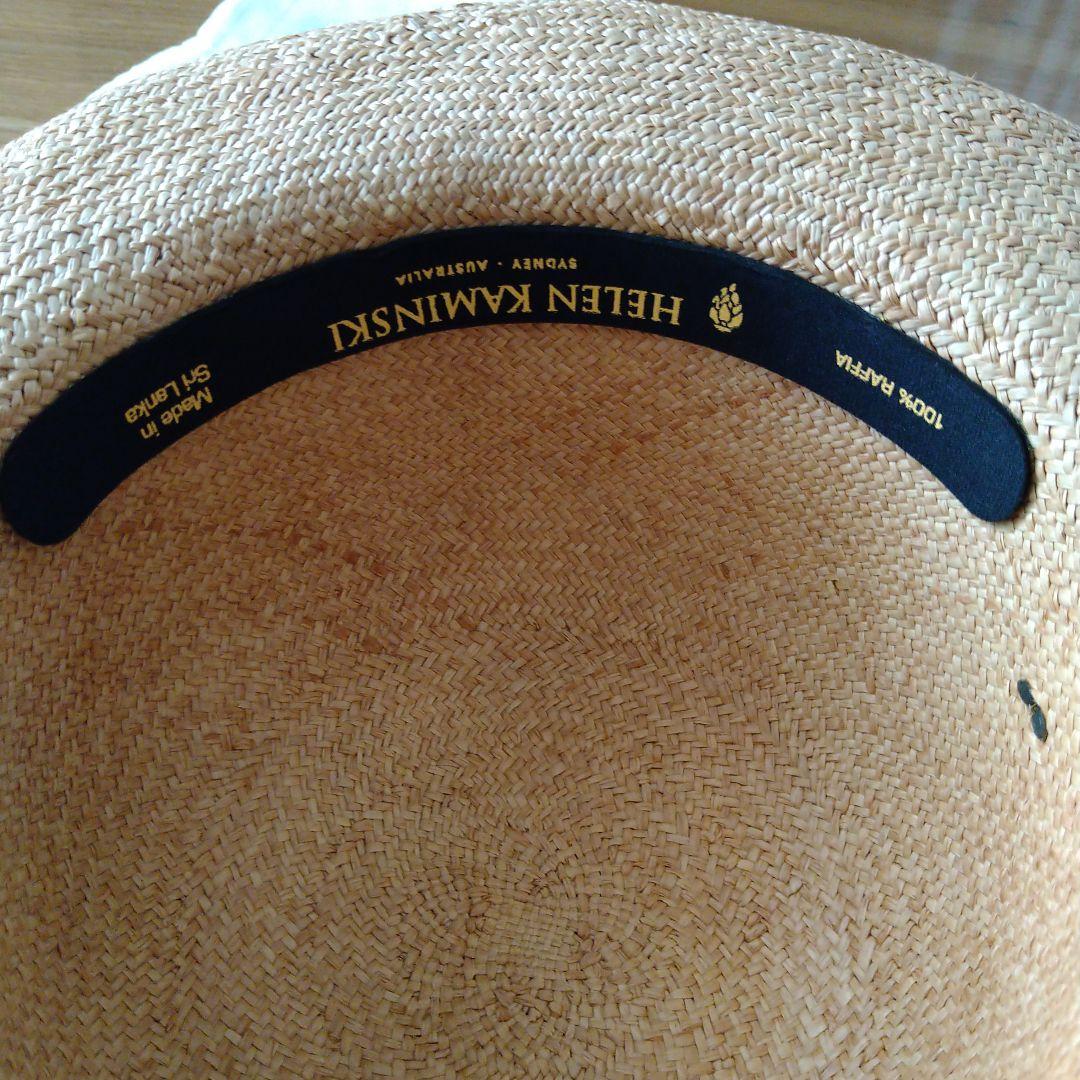 100% RAFFIA
HELEN KAMINSKI
SYDNEY · AUSTRALIA
Made in
Sri Lanka